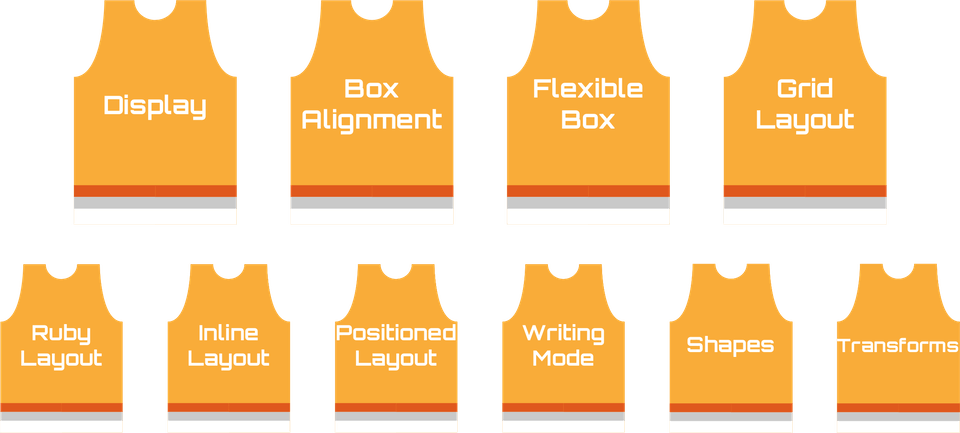 Display
Box
Alignment
Flexible
Box
Grid
Layout
Ruby
Layout
Inline
Layout
Positioned
Layout
Writing
Mode
Shapes
Transforms